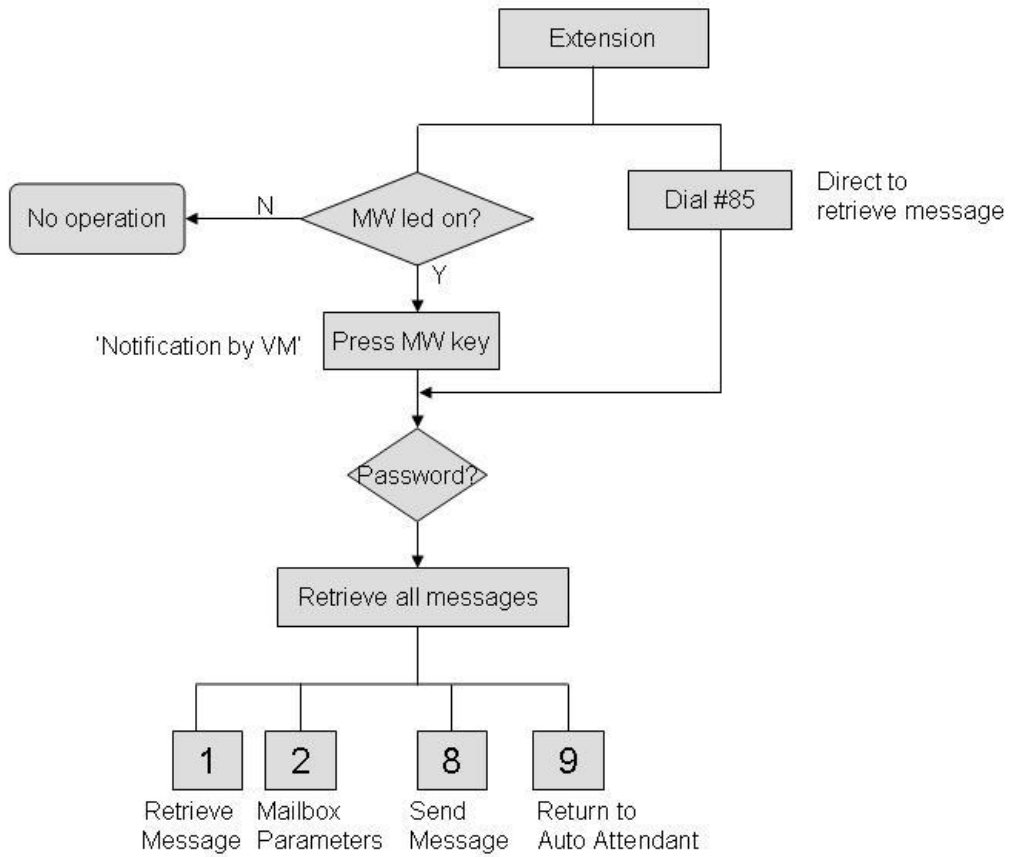 Extension
Dial #85
Direct to
retrieve message
No operation
N
MW led on?
Y
'Notification by VM'
Press MW key
Password?
Retrieve all messages
1
2
8
9
Retrieve
Message
Mailbox
Parameters
Send
Message
Return to
Auto Attendant